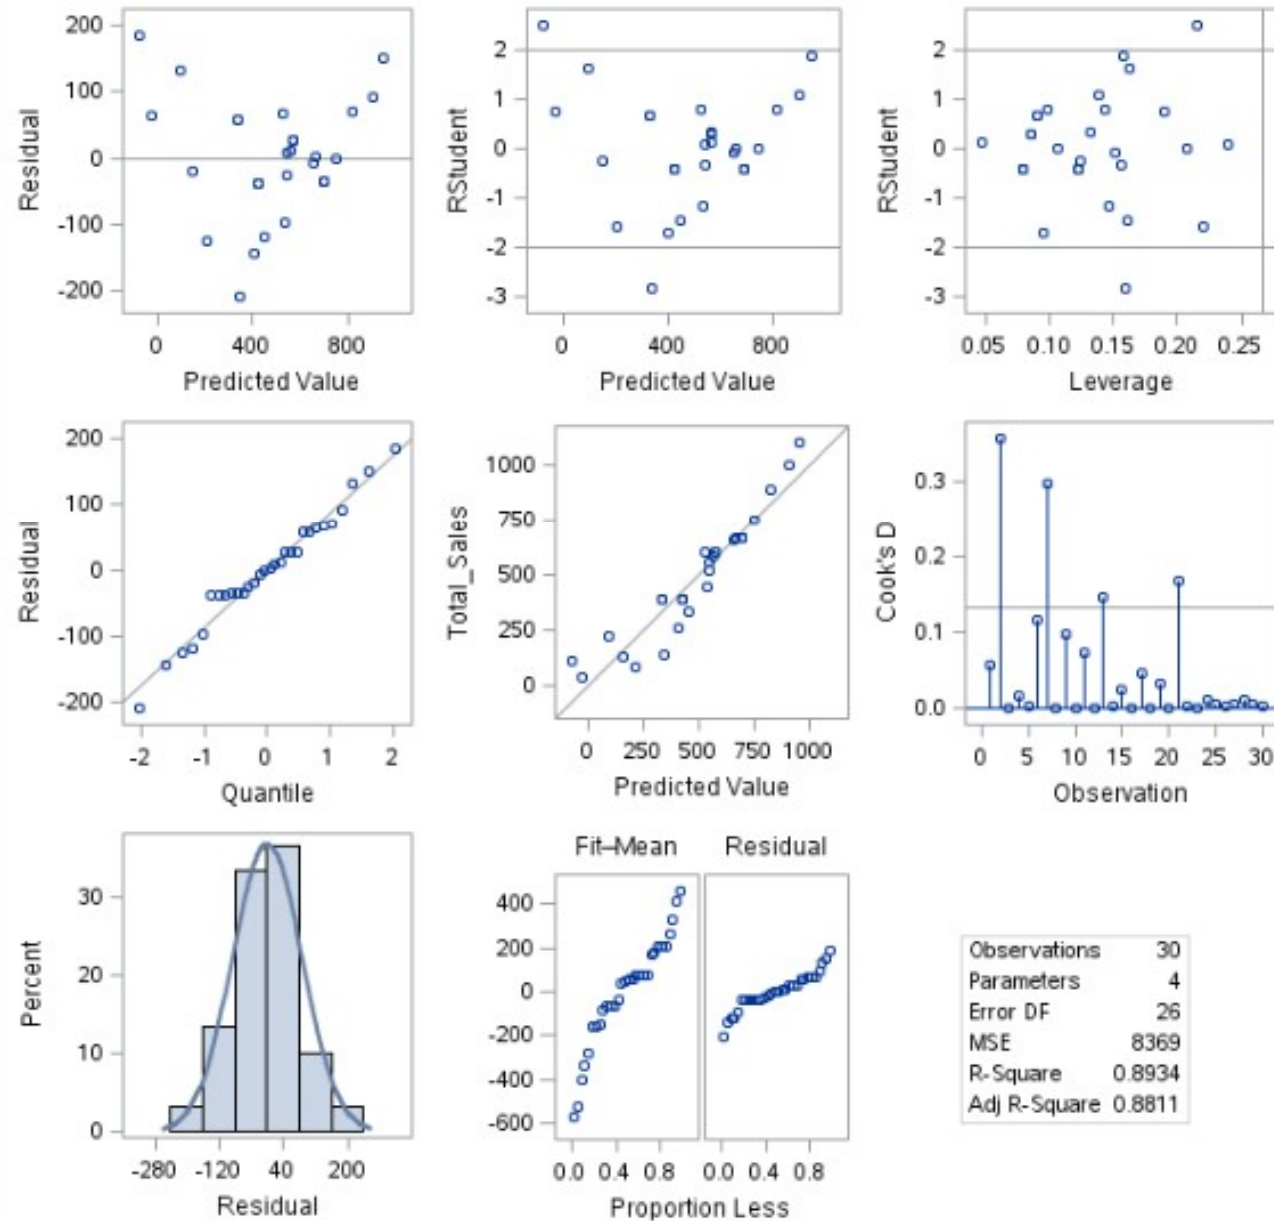 200
100
0
-100
-200
Residual
0 400 800
Predicted Value
2
1
0
-1
-2
-3
RStudent
0 400 800
Predicted Value
2
1
0
-1
-2
-3
RStudent
0.05 0.10 0.15 0.20 0.25
Leverage
200
100
0
-100
-200
Residual
-2 -1 0 1 2
Quantile
1000
750
500
250
0
Total_Sales
0 250 500 750 1000
Predicted Value
0.3
0.2
0.1
0.0
Cook's D
0 5 10 15 20 25 30
Observation
30
20
10
0
Percent
-280 -120 40 200
Residual
Fit–Mean Residual
400
200
0
-200
-400
-600
0.0 0.4 0.8 0.0 0.4 0.8
Proportion Less
Observations 30
Parameters 4
Error DF 26
MSE 8369
R-Square 0.8934
Adj R-Square 0.8811